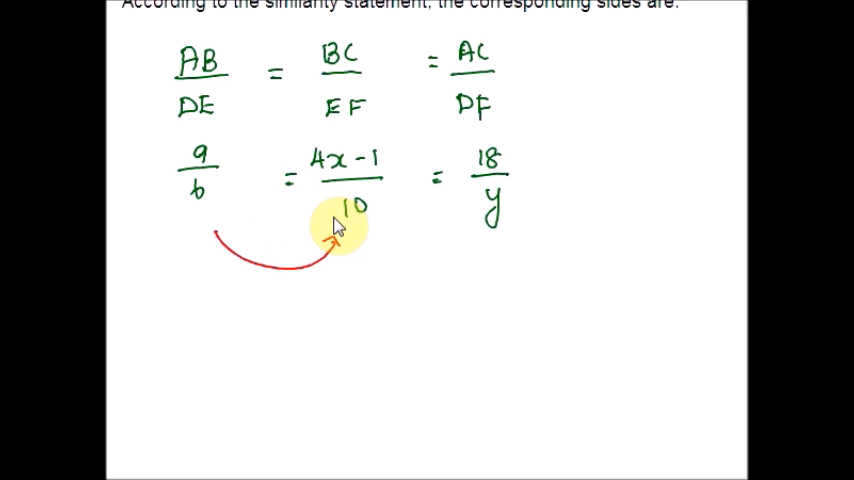 According to the similarity statement, the corresponding sides are:
AB/DE = BC/EF = AC/DF
9/6 = 4x-1/10 = 18/y